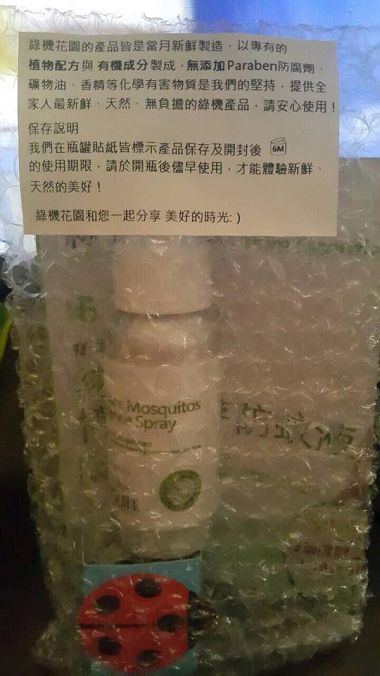 綠機花園的產品皆是當月新鮮製造，以專有的
植物配方與 有機成分製成，無添加Paraben防腐劑、
礦物油、香精等化學有害物質是我們的堅持，提供全
家人最新鮮、天然、無負擔的綠機產品，請安心使用！
保存說明
我們在瓶罐貼紙皆標示產品保存及開封後 6M
的使用期限，請於開瓶後儘早使用，才能體驗新鮮、
天然的美好！
綠機花園和您一起分享 美好的時光: )
Mosquitos
Spray